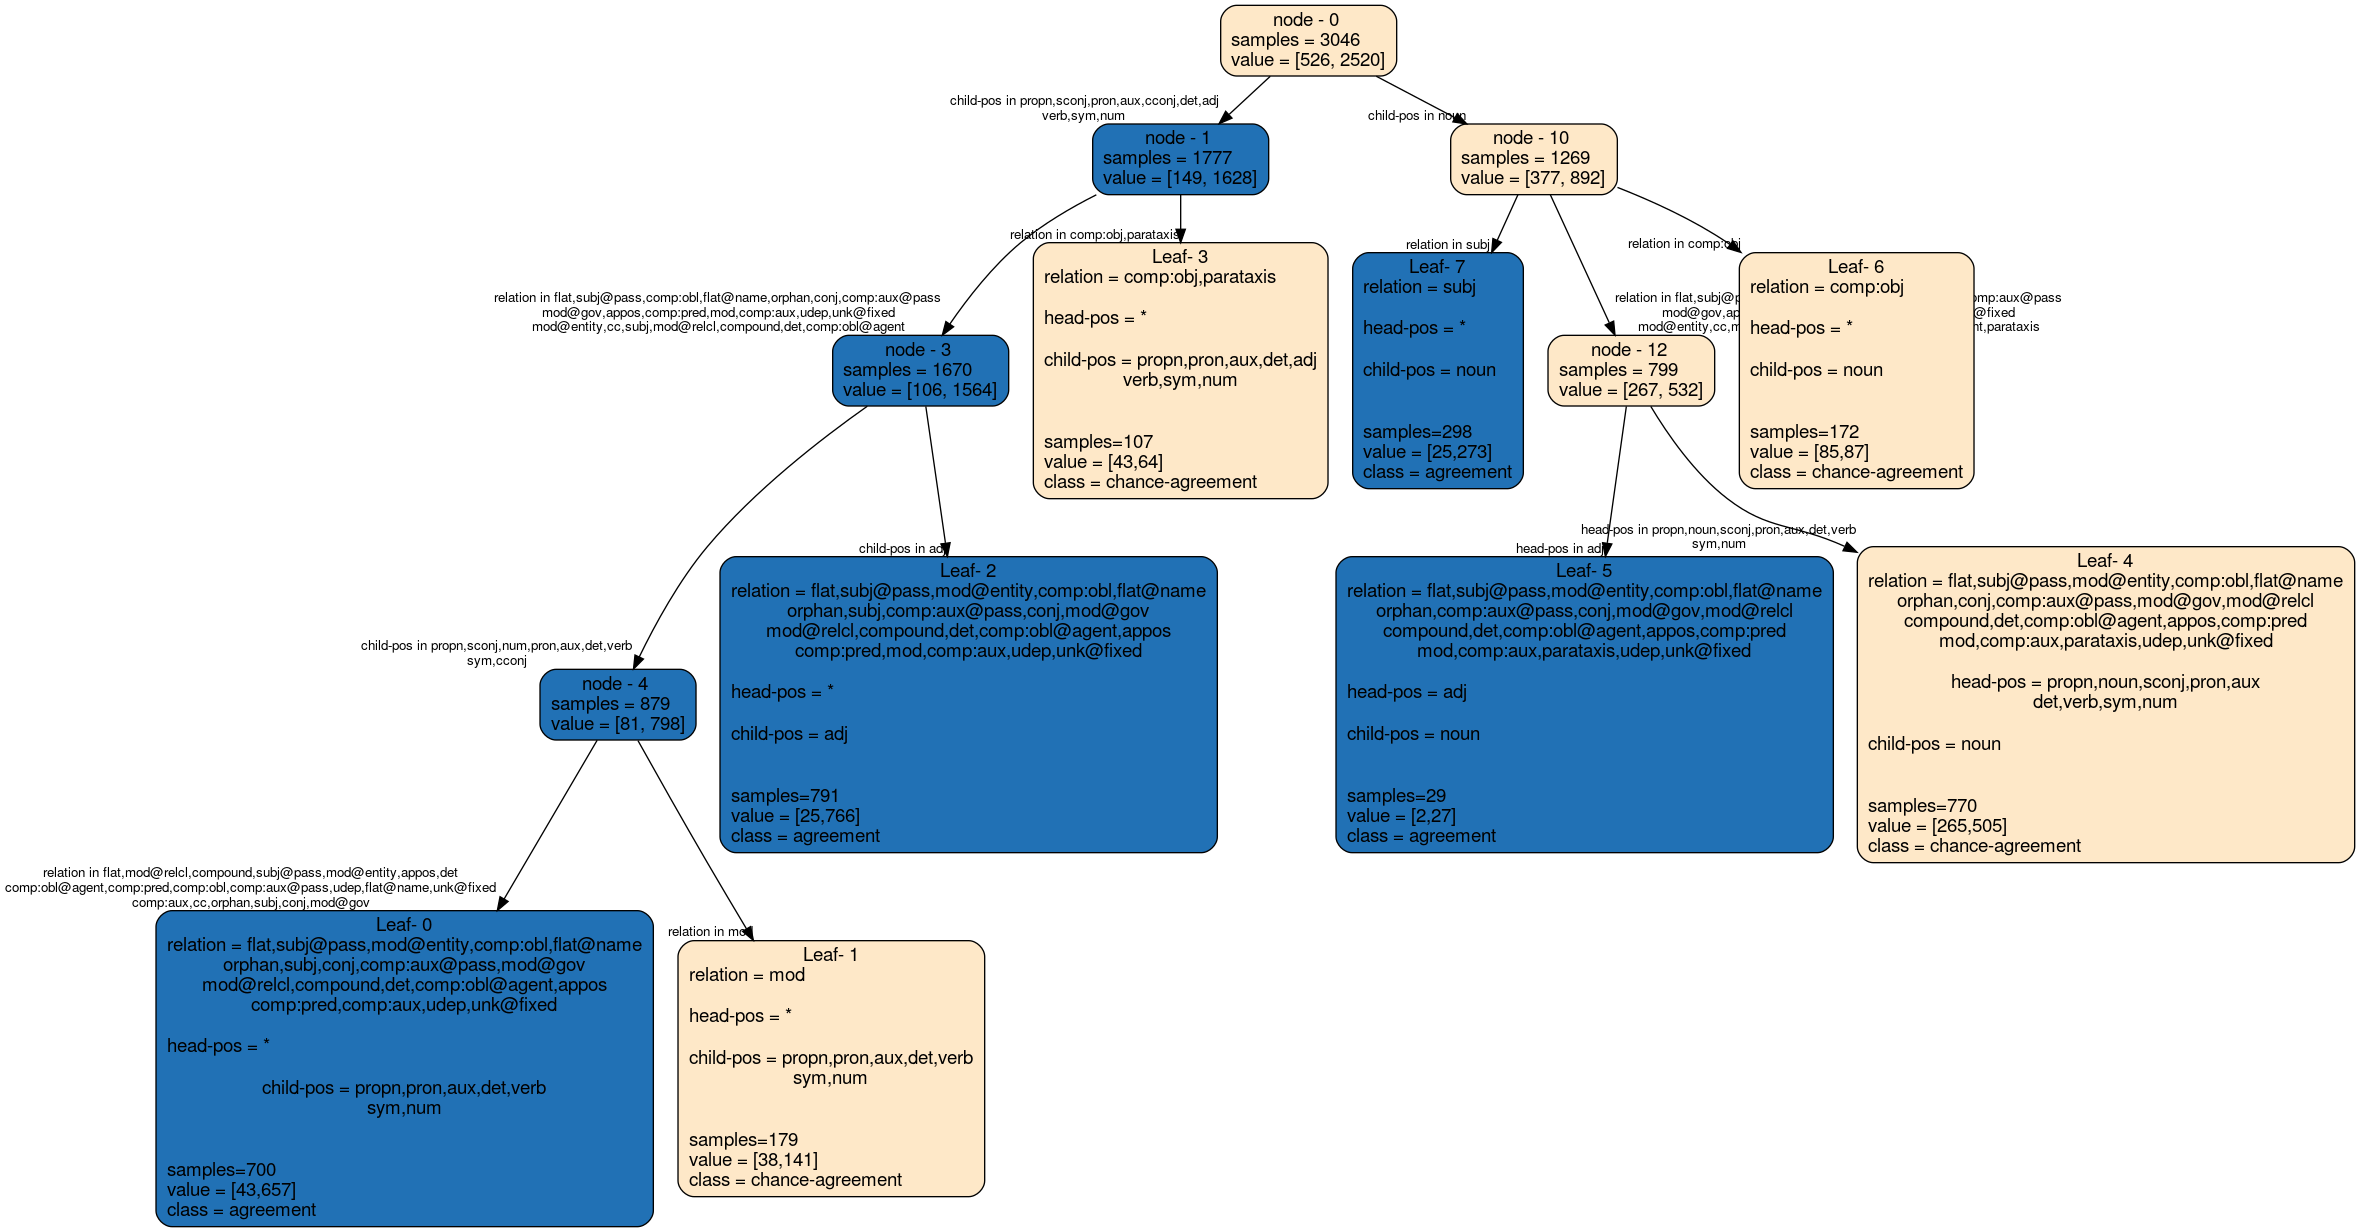 node - 0
samples = 3046
value = [526, 2520]
child-pos in propn,sconj,pron,aux,cconj,det,adj
verb,sym,num
child-pos in noun
node - 1
samples = 1777
value = [149, 1628]
node - 10
samples = 1269
value = [377, 892]
relation in comp:obj,parataxis
relation in subj
relation in comp:obj
Leaf- 3
relation = comp:obj,parataxis
head-pos = *
child-pos = propn,pron,aux,det,adj
verb,sym,num
samples=107
value = [43,64]
class = chance-agreement
Leaf- 7
relation = subj
head-pos = *
child-pos = noun
samples=298
value = [25,273]
class = agreement
Leaf- 6
relation = comp:obj
head-pos = *
child-pos = noun
samples=172
value = [85,87]
class = chance-agreement
relation in flat,subj@pass,comp:obl,flat@name,orphan,conj,comp:aux@pass
mod@gov,appos,comp:pred,mod,comp:aux,udep,unk@fixed
mod@entity,cc,subj,mod@relcl,compound,det,comp:obl@agent
relation in
node - 3
samples = 1670
value = [106, 1564]
node - 12
samples = 799
value = [267, 532]
child-pos in adj
head-pos in adj
head-pos in propn,noun,sconj,pron,aux,det,verb
sym,num
Leaf- 2
relation = flat,subj@pass,mod@entity,comp:obl,flat@name
orphan,subj,comp:aux@pass,conj,mod@gov
mod@relcl,compound,det,comp:obl@agent,appos
comp:pred,mod,comp:aux,udep,unk@fixed
head-pos = *
child-pos = adj
samples=791
value = [25,766]
class = agreement
Leaf- 5
relation = flat,subj@pass,mod@entity,comp:obl,flat@name
orphan,comp:aux@pass,conj,mod@gov,mod@relcl
compound,det,comp:obl@agent,appos,comp:pred
mod,comp:aux,parataxis,udep,unk@fixed
head-pos = adj
child-pos = noun
samples=29
value = [2,27]
class = agreement
Leaf- 4
relation = flat,subj@pass,mod@entity,comp:obl,flat@name
orphan,conj,comp:aux@pass,mod@gov,mod@relcl
compound,det,comp:obl@agent,appos,comp:pred
mod,comp:aux,parataxis,udep,unk@fixed
head-pos = propn,noun,sconj,pron,aux
det,verb,sym,num
child-pos = noun
samples=770
value = [265,505]
class = chance-agreement
child-pos in propn,sconj,num,pron,aux,det,verb
sym,cconj
node - 4
samples = 879
value = [81, 798]
relation in flat,mod@relcl,compound,subj@pass,mod@entity,appos,det
comp:obl@agent,comp:pred,comp:obl,comp:aux@pass,udep,flat@name,unk@fixed
comp:aux,cc,orphan,subj,conj,mod@gov
relation in mod
Leaf- 0
relation = flat,subj@pass,mod@entity,comp:obl,flat@name
orphan,subj,conj,comp:aux@pass,mod@gov
mod@relcl,compound,det,comp:obl@agent,appos
comp:pred,comp:aux,udep,unk@fixed
head-pos = *
child-pos = propn,pron,aux,det,verb
sym,num
samples=700
value = [43,657]
class = agreement
Leaf- 1
relation = mod
head-pos = *
child-pos = propn,pron,aux,det,verb
sym,num
samples=179
value = [38,141]
class = chance-agreement